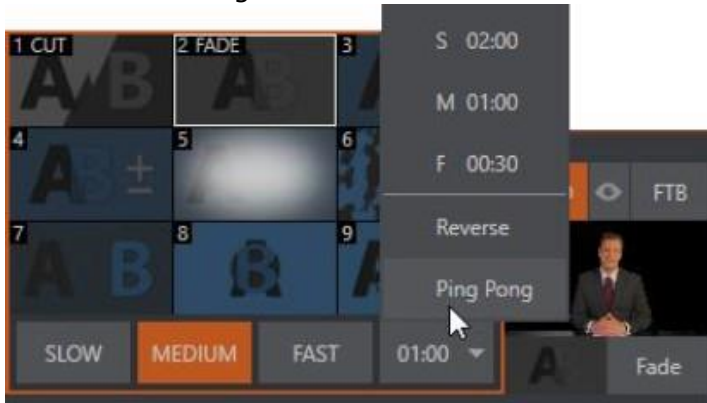 1 CUT
2 FADE
3
S 02:00
M 01:00
F 00:30
4
5
6
FTB
7
8
9
Reverse
Ping Pong
SLOW
MEDIUM
FAST
01:00
Fade